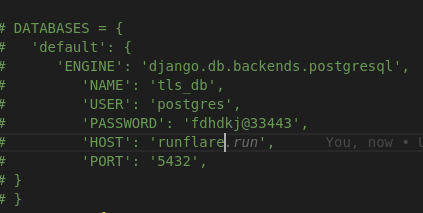 # DATABASES = {
#   'default': {
#      'ENGINE': 'django.db.backends.postgresql',
#         'NAME': 'tls_db',
#         'USER': 'postgres',
#         'PASSWORD': 'fdhdkj@33443',
#         'HOST': 'runflare.run',      You, now •
#         'PORT': '5432',
# }
# }